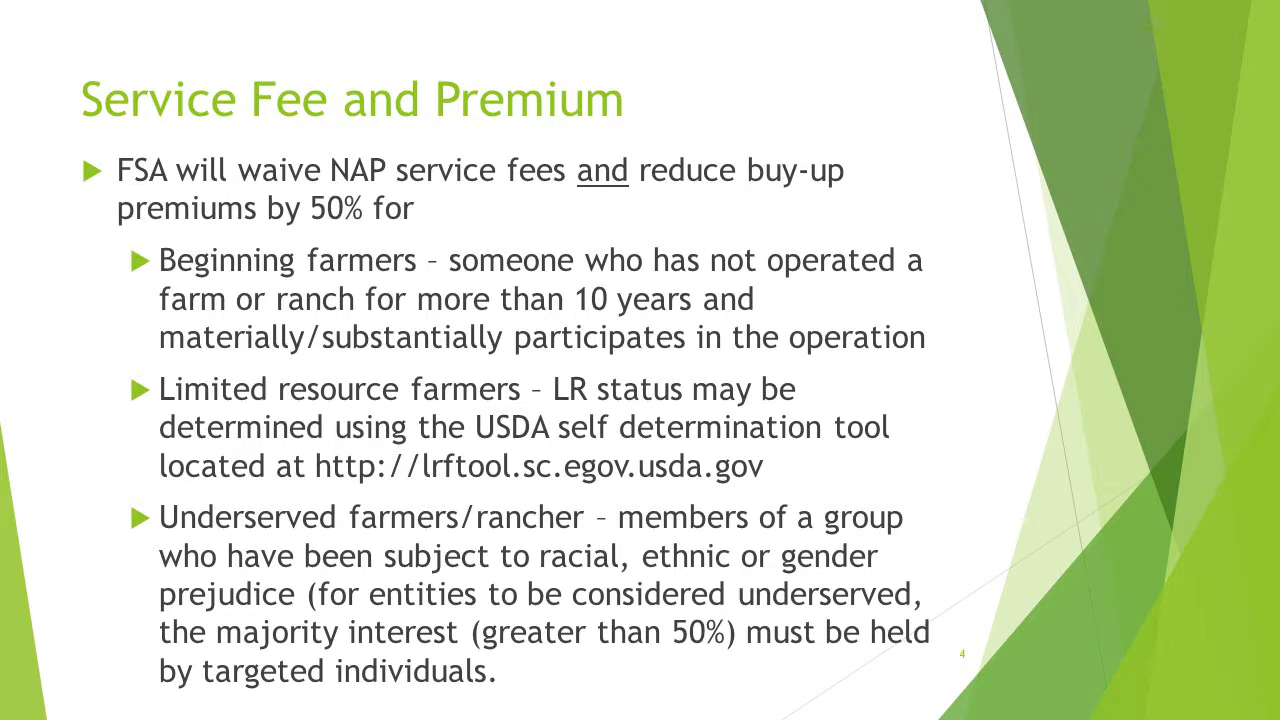 Service Fee and Premium
FSA will waive NAP service fees and reduce buy-up
premiums by 50% for
Beginning farmers – someone who has not operated a
farm or ranch for more than 10 years and
materially/substantially participates in the operation
Limited resource farmers – LR status may be
determined using the USDA self determination tool
located at http://lrftool.sc.egov.usda.gov
Underserved farmers/rancher – members of a group
who have been subject to racial, ethnic or gender
prejudice (for entities to be considered underserved,
the majority interest (greater than 50%) must be held
by targeted individuals.
4